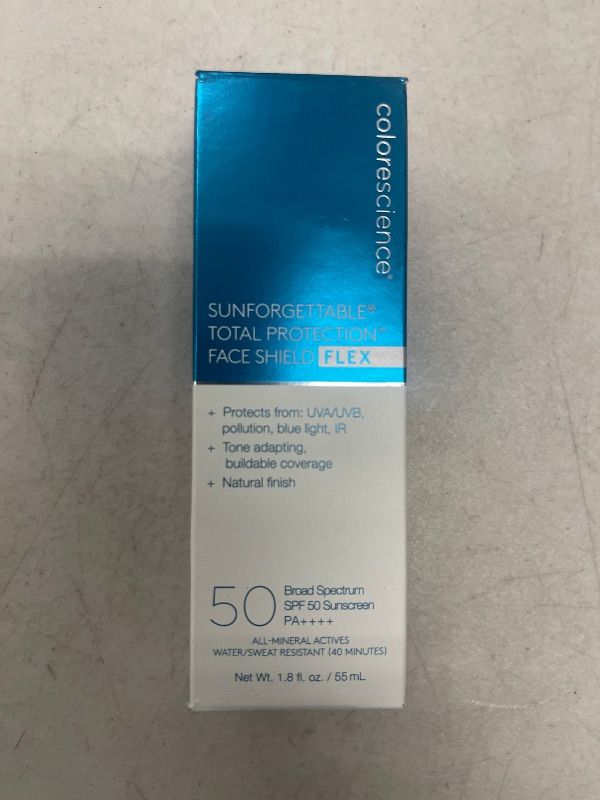 colorescience®
SUNFORGETTABLE®
TOTAL PROTECTION™
FACE SHIELD FLEX
+ Protects from: UVA/UVB,
pollution, blue light, IR
+ Tone adapting,
buildable coverage
+ Natural finish
50
Broad Spectrum
SPF 50 Sunscreen
PA++++
ALL-MINERAL ACTIVES
WATER/SWEAT RESISTANT (40 MINUTES)
Net Wt. 1.8 fl. oz. / 55 mL